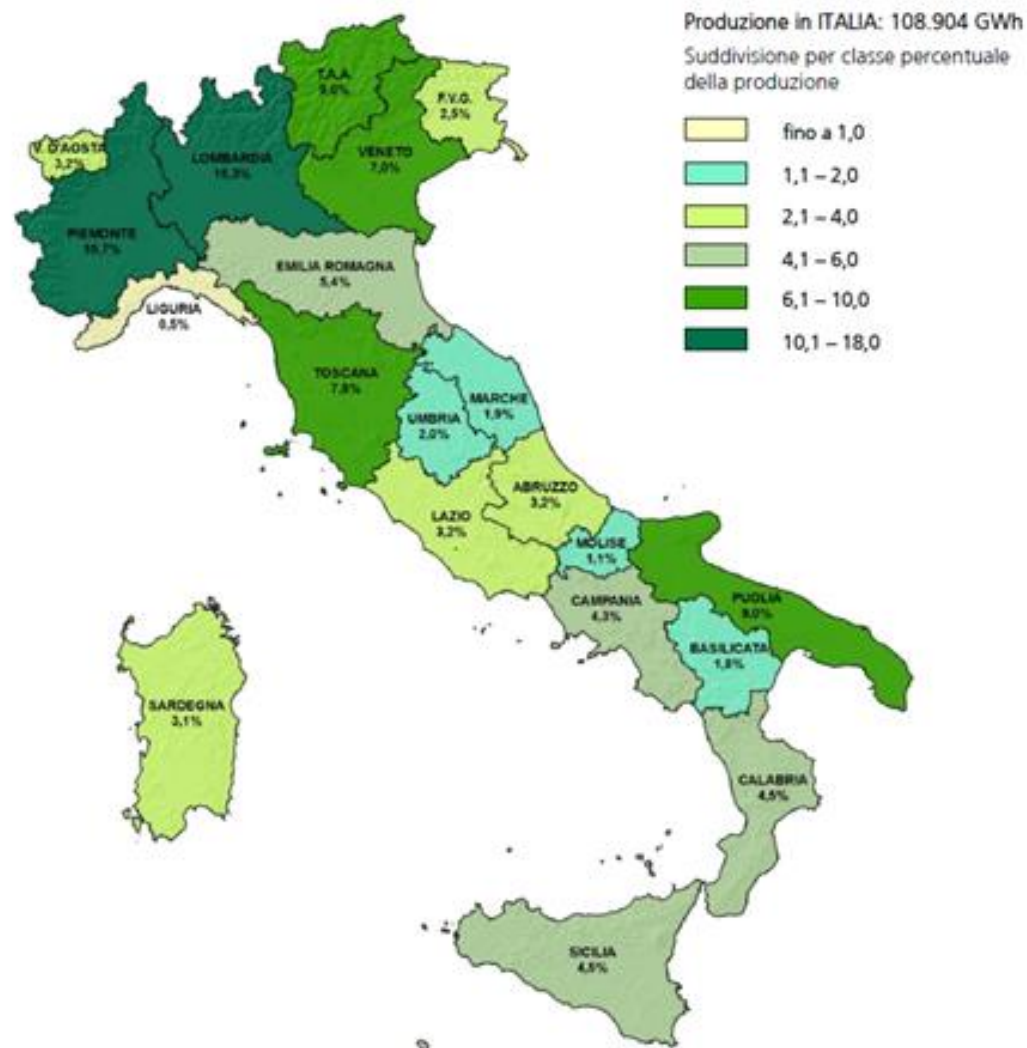 Produzione in ITALIA: 108.904 GWh
Suddivisione per classe percentuale
della produzione
fino a 1,0
1,1 – 2,0
2,1 – 4,0
4,1 – 6,0
6,1 – 10,0
10,1 – 18,0
T.A.A.
F.V.G.
2,5%
V. D'AOSTA
3,2%
LOMBARDIA
VENETO
7,0%
PIEMONTE
EMILIA ROMAGNA
5,4%
LIGURIA
0,5%
TOSCANA
MARCHE
1,9%
UMBRIA
2,0%
ABRUZZO
3,2%
LAZIO
3,2%
MOLISE
1,1%
CAMPANIA
4,3%
PUGLIA
BASILICATA
SARDEGNA
3,1%
CALABRIA
4,5%
SICILIA
4,5%